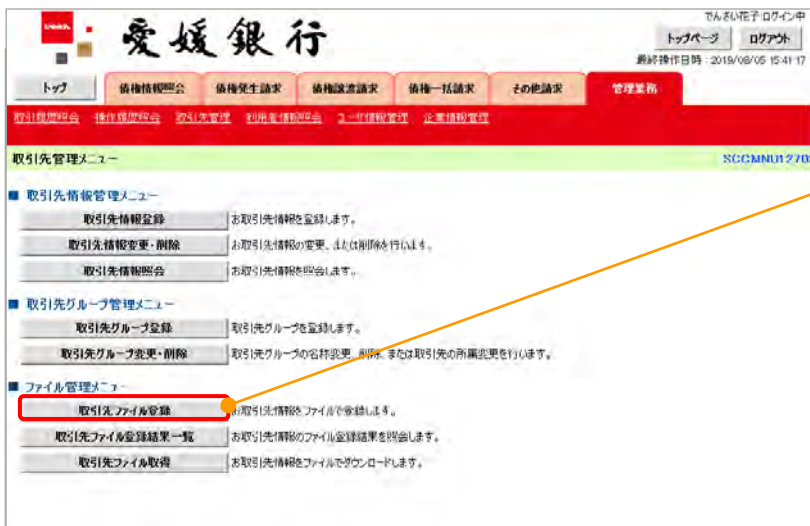 でんさい花子 ログイン中
愛媛銀行
トップページ ログアウト
最終操作日時:2019/08/05 15:41:17
トップ 債権情報照会 債権発生請求 債権譲渡請求 債権一括請求 その他請求 管理業務
取引履歴照会 操作履歴照会 取引先管理 利用者情報照会 ユーザ情報管理 企業情報管理
取引先管理メニュー SCCMNU1270
■ 取引先情報管理メニュー
取引先情報登録 お取引先情報を登録します。
取引先情報変更・削除 お取引先情報の変更、または削除を行います。
取引先情報照会 お取引先情報を照会します。
■ 取引先グループ管理メニュー
取引先グループ登録 取引先グループを登録します。
取引先グループ変更・削除 取引先グループの名称変更、削除、または取引先の所属変更を行います。
■ ファイル管理メニュー
取引先ファイル登録 お取引先情報をファイルで登録します。
取引先ファイル登録結果一覧 お取引先情報のファイル登録結果を照会します。
取引先ファイル取得 お取引先情報をファイルでダウンロードします。